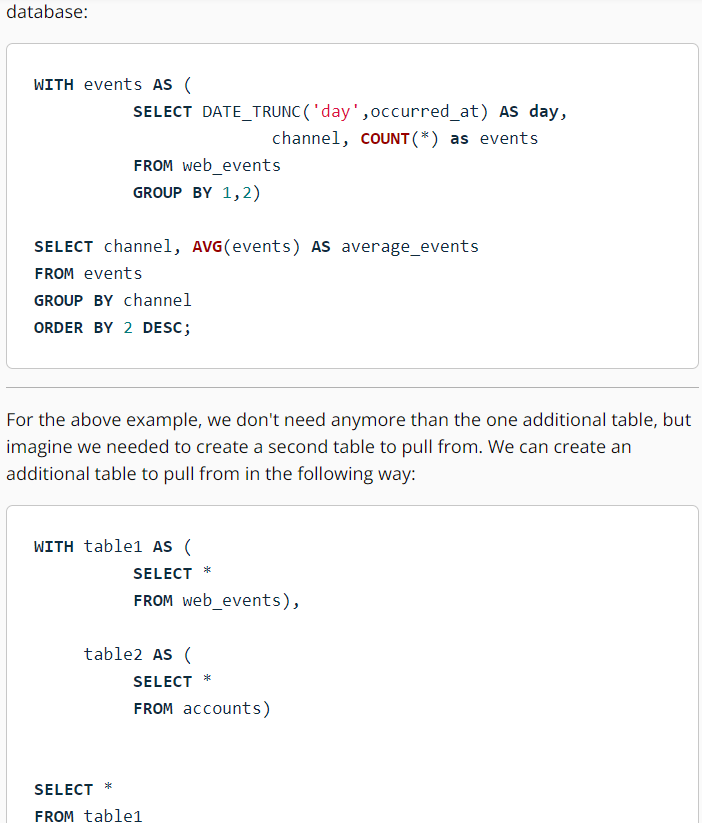 database:
WITH events AS (
SELECT DATE_TRUNC('day',occurred_at) AS day,
channel, COUNT(*) as events
FROM web_events
GROUP BY 1,2)
SELECT channel, AVG(events) AS average_events
FROM events
GROUP BY channel
ORDER BY 2 DESC;
For the above example, we don't need anymore than the one additional table, but
imagine we needed to create a second table to pull from. We can create an
additional table to pull from in the following way:
WITH table1 AS (
SELECT *
FROM web_events),
table2 AS (
SELECT *
FROM accounts)
SELECT *
FROM table1